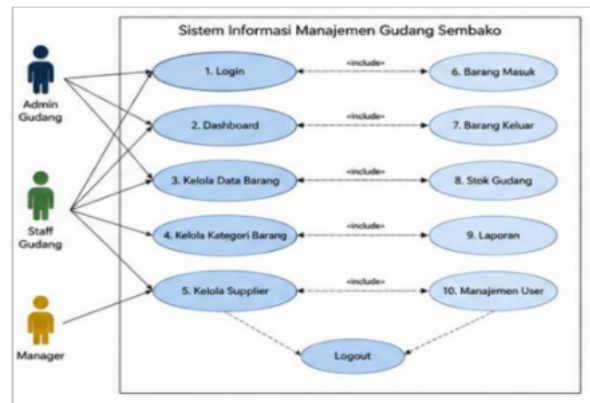 Sistem Informasi Manajemen Gudang Sembako
Admin
Gudang
Staff
Gudang
Manager
1. Login
«include»
6. Barang Masuk
2. Dashboard
«include»
7. Barang Keluar
3. Kelola Data Barang
«include»
8. Stok Gudang
4. Kelola Kategori Barang
«include»
9. Laporan
5. Kelola Supplier
«include»
10. Manajemen User
Logout